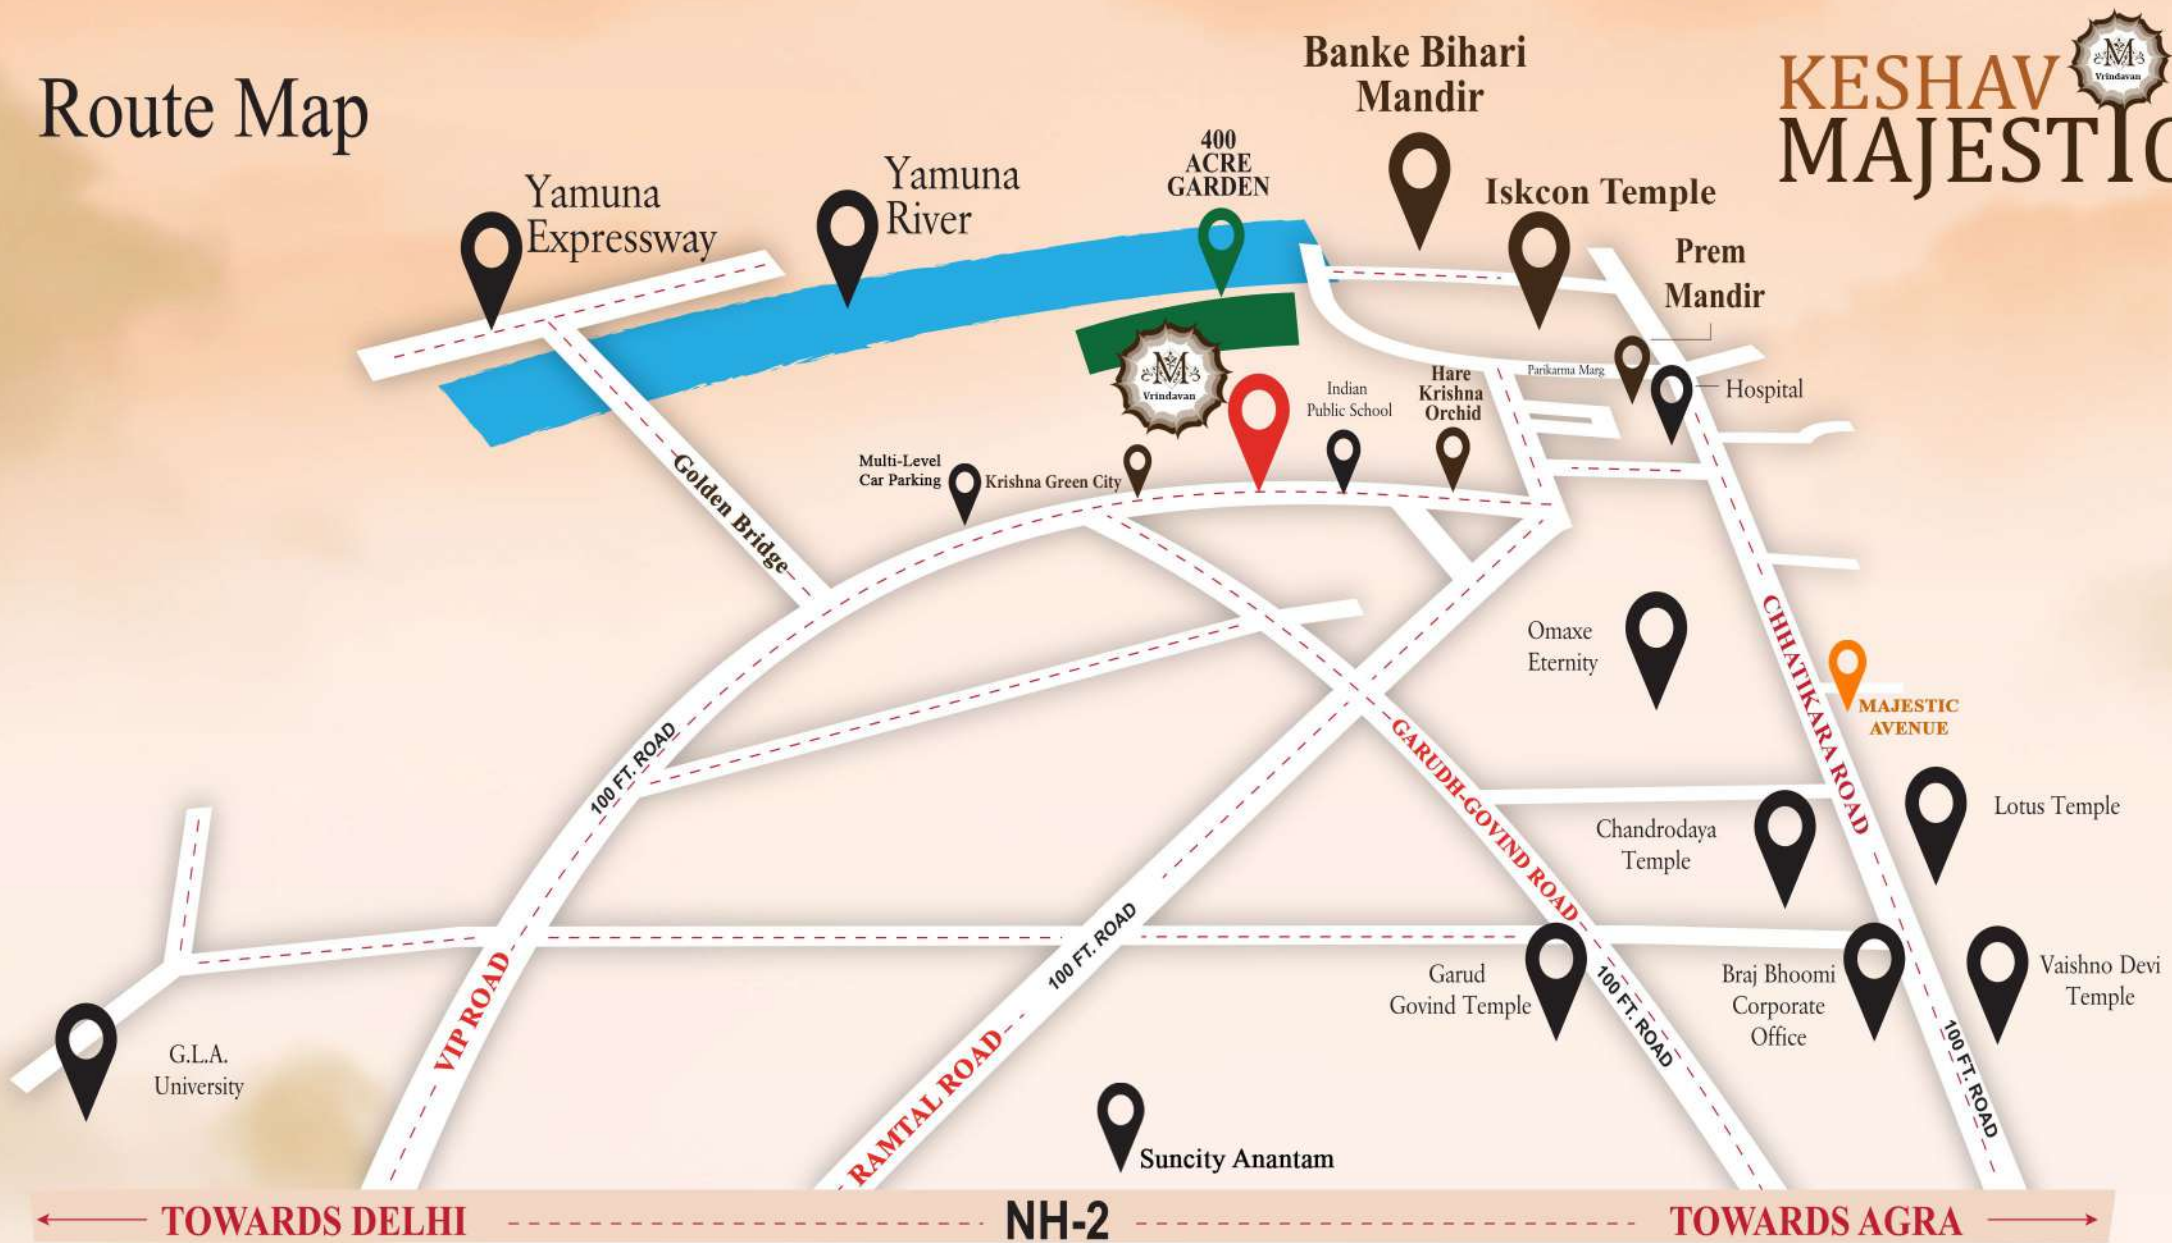 Route Map
KESHAV
MAJESTIC
M
Vrindavan
Banke Bihari
Mandir
400
ACRE
GARDEN
Yamuna
Expressway
Yamuna
River
Iskcon Temple
Prem
Mandir
M
Vrindavan
Indian
Public School
Hare
Krishna
Orchid
Parikarma Marg
Hospital
Multi-Level
Car Parking
Krishna Green City
Golden Bridge
Omaxe
Eternity
CHHATIKARA ROAD
MAJESTIC
AVENUE
100 FT. ROAD
GARUDH-GOVIND ROAD
Chandrodaya
Temple
Lotus Temple
100 FT. ROAD
VIP ROAD
Garud
Govind Temple
100 FT. ROAD
Braj Bhoomi
Corporate
Office
Vaishno Devi
Temple
100 FT. ROAD
G.L.A.
University
RAMTAL ROAD
Suncity Anantam
TOWARDS DELHI
NH-2
TOWARDS AGRA